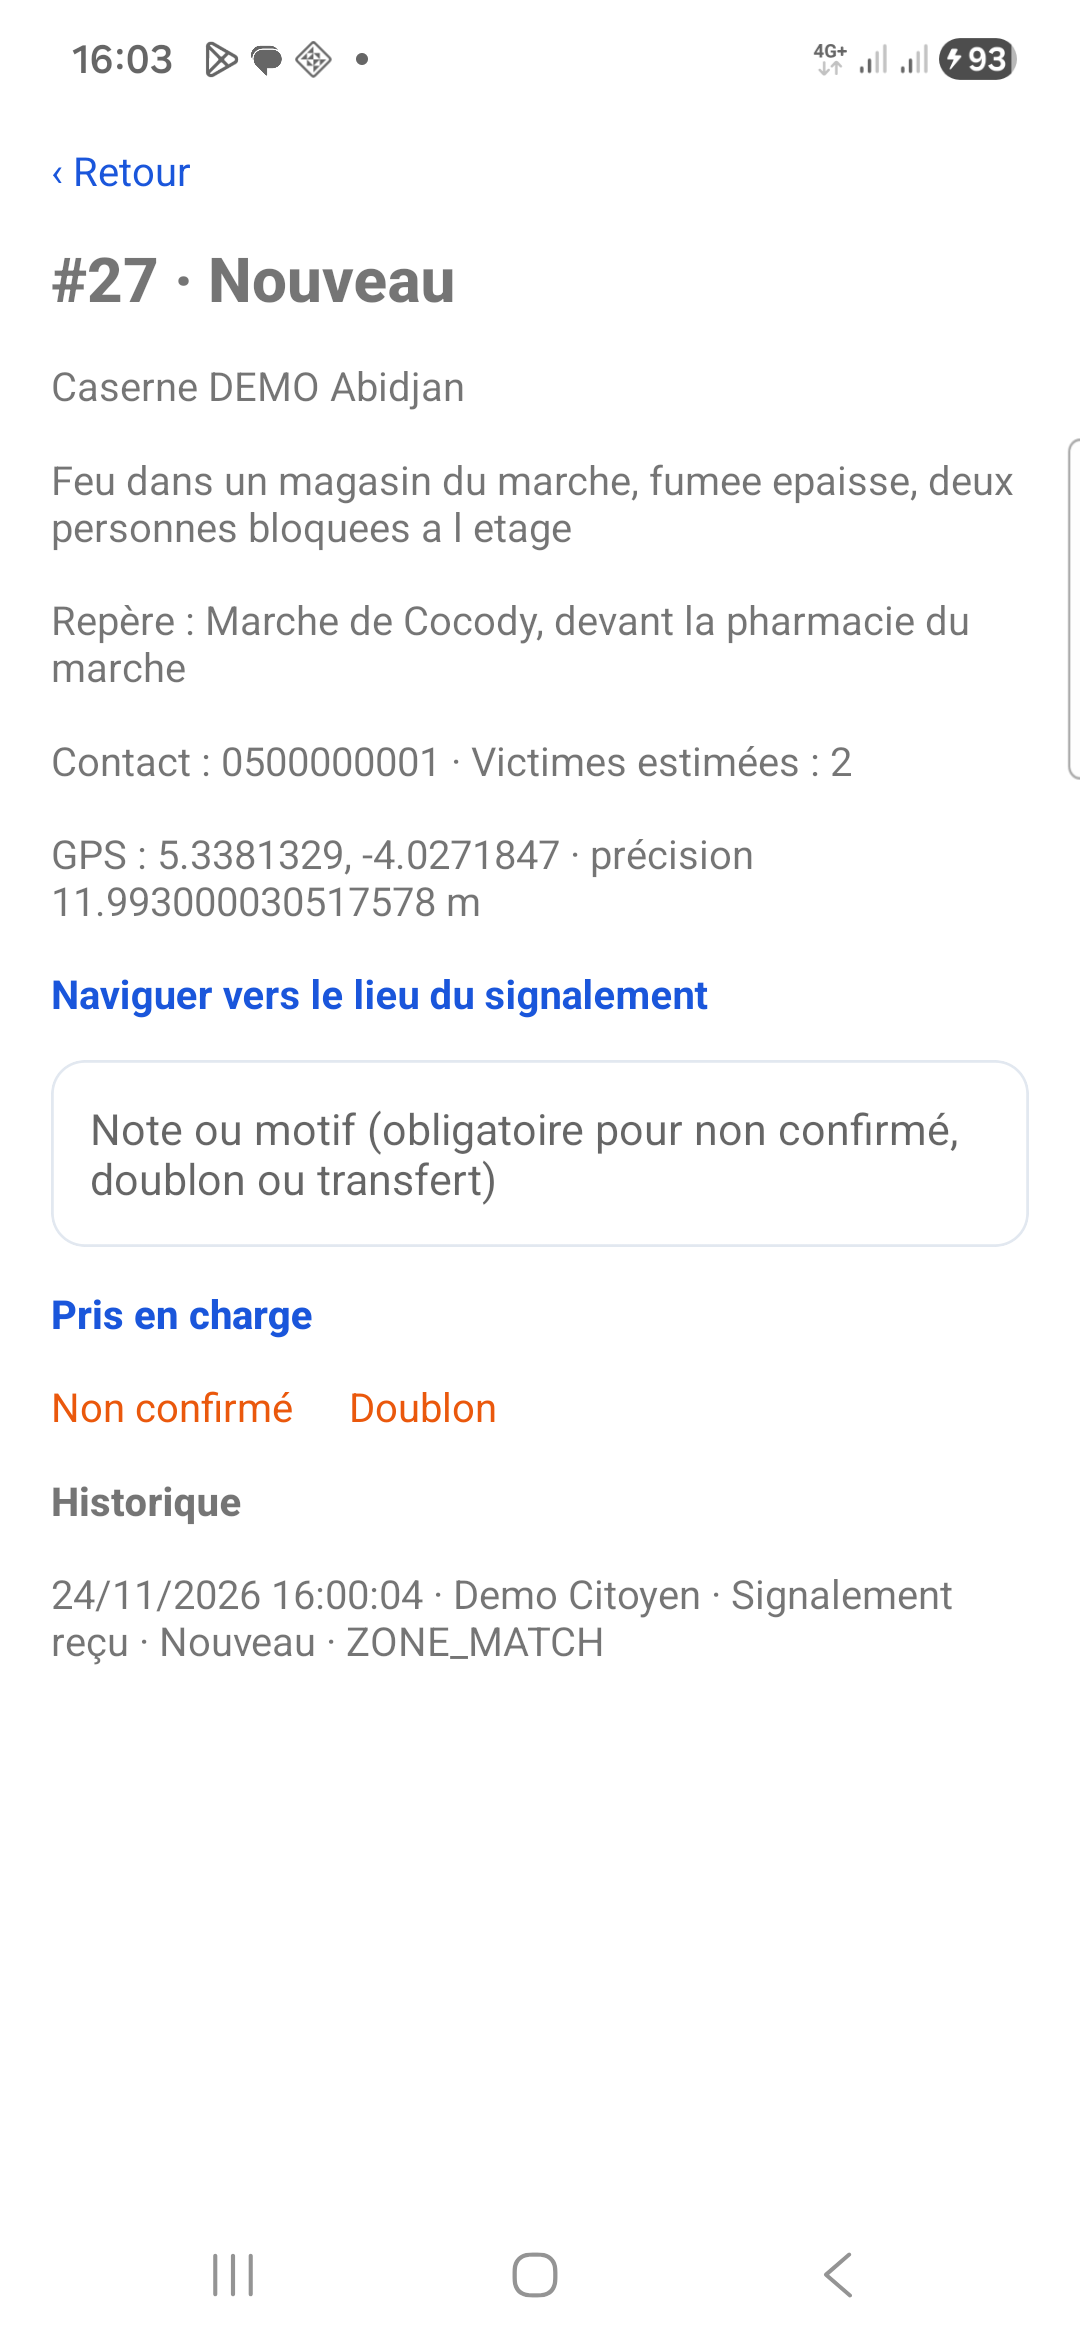 16:03
4G+
93
‹ Retour
#27 · Nouveau
Caserne DEMO Abidjan
Feu dans un magasin du marche, fumee epaisse, deux
personnes bloquees a l etage
Repère : Marche de Cocody, devant la pharmacie du
marche
Contact : 0500000001 · Victimes estimées : 2
GPS : 5.3381329, -4.0271847 · précision
11.993000030517578 m
Naviguer vers le lieu du signalement
Note ou motif (obligatoire pour non confirmé,
doublon ou transfert)
Pris en charge
Non confirmé Doublon
Historique
24/11/2026 16:00:04 · Demo Citoyen · Signalement
reçu · Nouveau · ZONE_MATCH